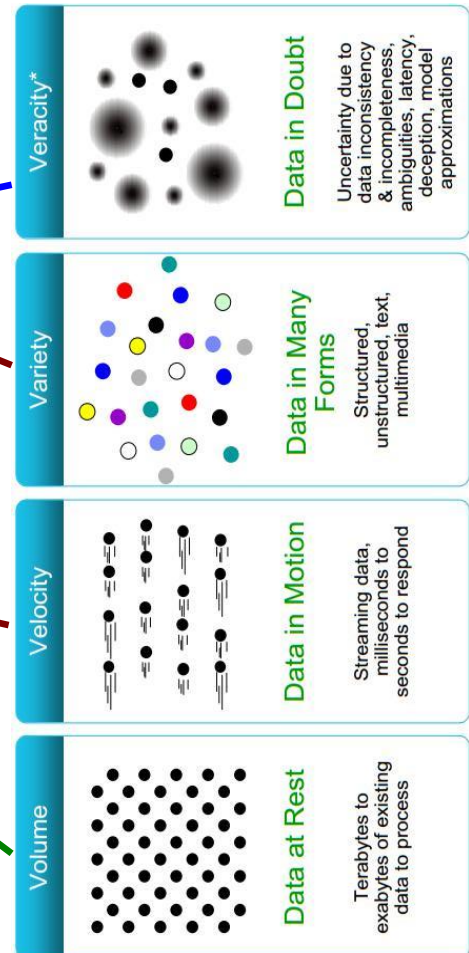 Volume
Data at Rest
Terabytes to
exabytes of existing
data to process
Velocity
Data in Motion
Streaming data,
milliseconds to
seconds to respond
Variety
Data in Many
Forms
Structured,
unstructured, text,
multimedia
Veracity*
Data in Doubt
Uncertainty due to
data inconsistency
& incompleteness,
ambiguities, latency,
deception, model
approximations